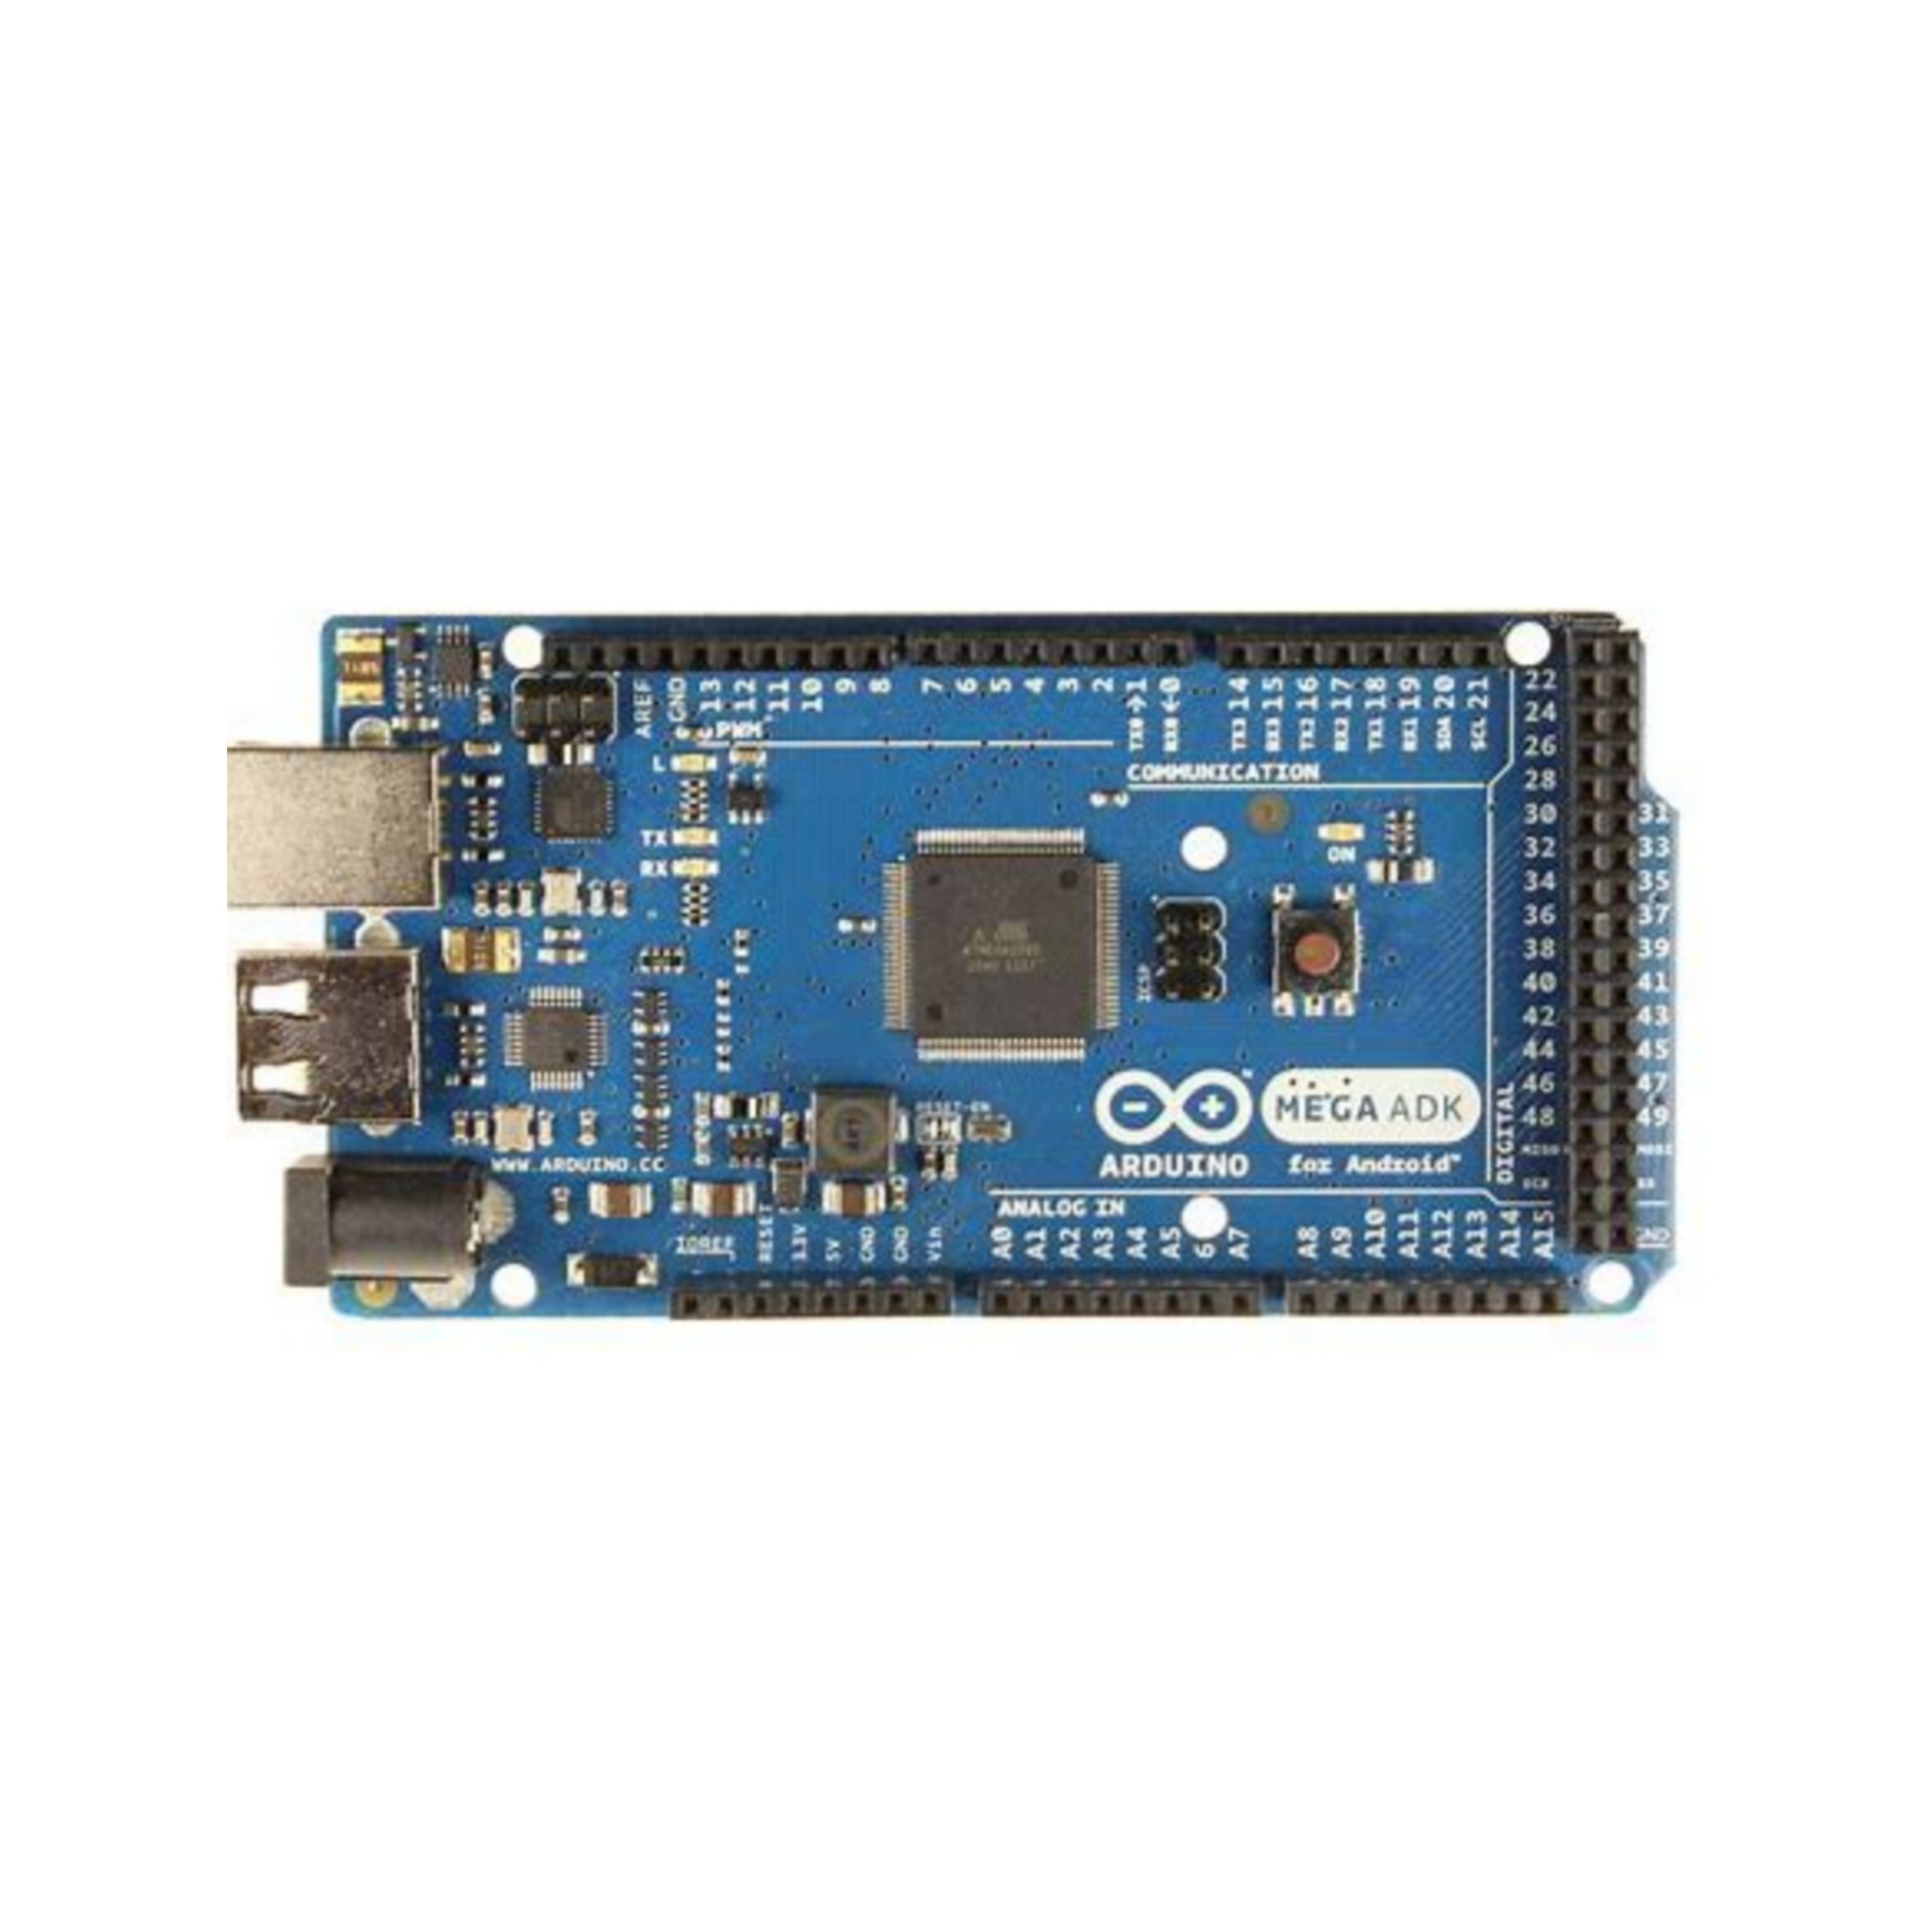 AREF
GND
13
12
11
10
9
8
7
6
5
4
3
2
TX0→1
RX0←0
TX3 14
RX3 15
TX2 16
RX2 17
TX1 18
RX1 19
SDA 20
SCL 21
PWM
COMMUNICATION
L
TX
RX
ON
ICSP
22
24
26
28
30 31
32 33
34 35
36 37
38 39
40 41
42 43
44 45
46 47
48 49
DIGITAL
MEGA ADK
ARDUINO
for Android™
WWW.ARDUINO.CC
RESET-EN
IOREF
RESET
3.3V
5V
GND
GND
Vin
ANALOG IN
A0
A1
A2
A3
A4
A5
6
A7
A8
A9
A10
A11
A12
A13
A14
A15